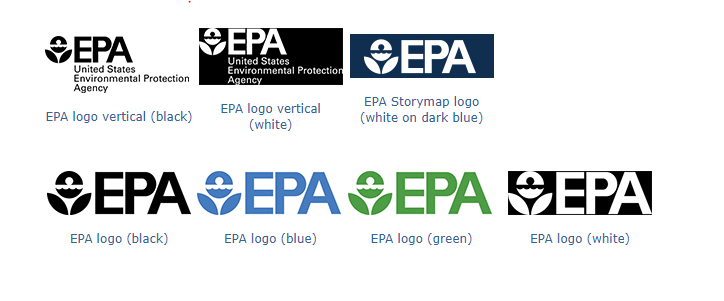 EPA
United States
Environmental Protection
Agency
EPA logo vertical (black)
EPA
United States
Environmental Protection
Agency
EPA logo vertical
(white)
EPA
EPA Storymap logo
(white on dark blue)
EPA
EPA logo (black)
EPA
EPA logo (blue)
EPA
EPA logo (green)
EPA
EPA logo (white)